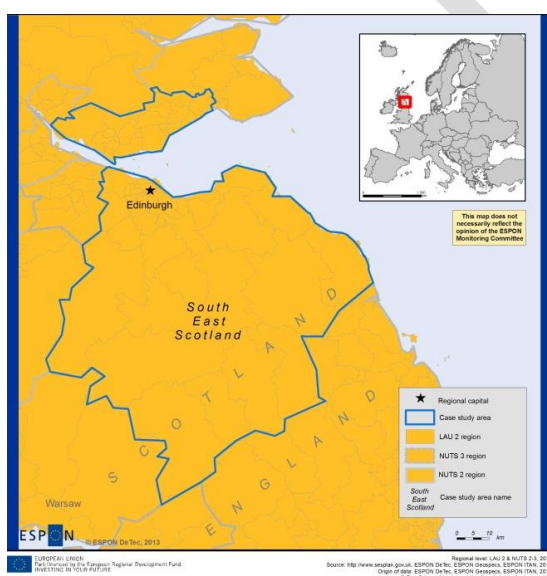 This map does not
necessarily reflect the
opinion of the ESPON
Monitoring Committee
Edinburgh
South
East
Scotland
SCOTLAND
ENGLAND
Regional capital
Case study area
LAU 2 region
NUTS 3 region
NUTS 2 region
South
East
Scotland
Case study area name
Warsaw
ESPON
© ESPON DeTec, 2013
0 5 10
km
EUROPEAN UNION
Part-financed by the European Regional Development Fund
INVESTING IN YOUR FUTURE
Regional level: LAU 2 & NUTS 2-3, 20
Source: http://www.sesplan.gov.uk, ESPON DeTec, ESPON Geospecs, ESPON ITAN, 20
Origin of data: ESPON DeTec, ESPON Geospecs, ESPON ITAN, 20